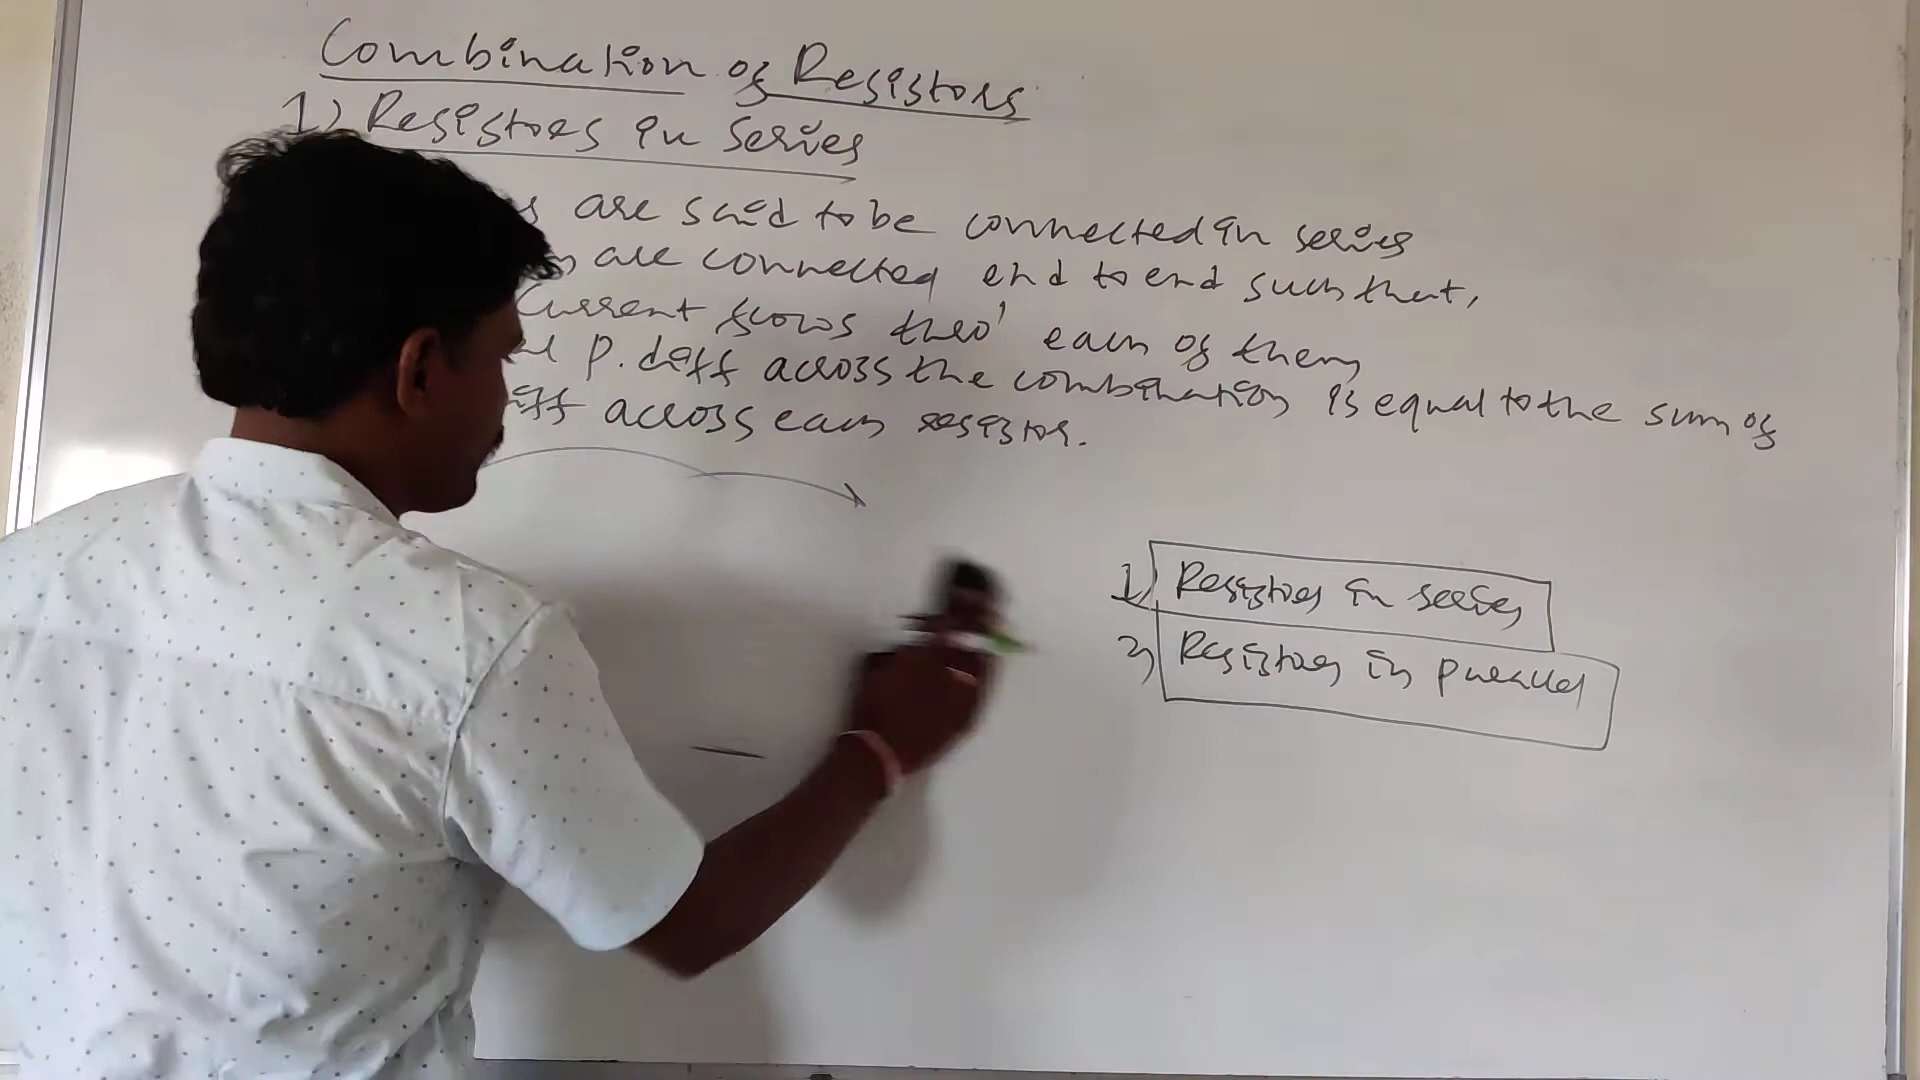 Combination of Resistors
1) Resistors in series
are said to be connected in series
are connected end to end such that,
Current flows thro' each of them,
P. diff across the combination is equal to the sum of
across each resistor.
1) Resistors in series
2) Resistors in parallel